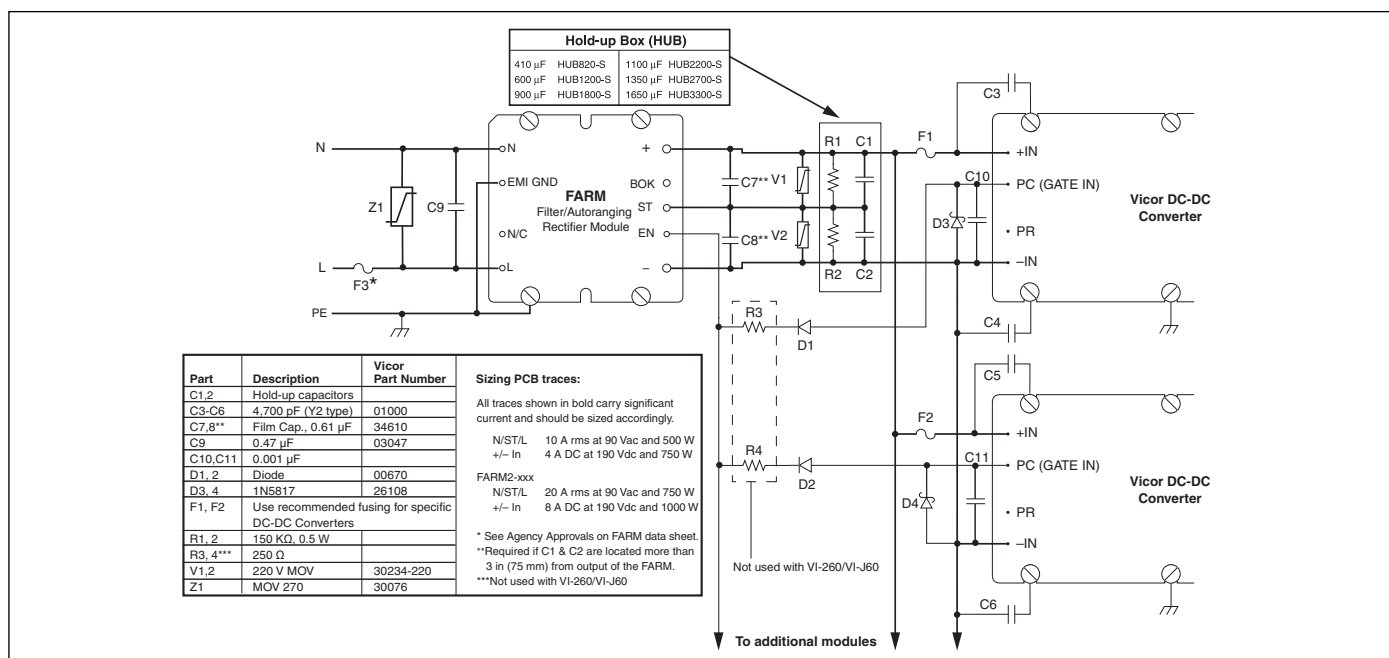 Hold-up Box (HUB)
410 μF HUB820-S 1100 μF HUB2200-S
600 μF HUB1200-S 1350 μF HUB2700-S
900 μF HUB1800-S 1650 μF HUB3300-S
N
Z1
C9
L
F3*
PE
N
EMI GND
N/C
L
FARM
Filter/Autoranging
Rectifier Module
+
BOK
ST
EN
–
C7**
V1
C8**
V2
R1
C1
R2
C2
F1
C3
+IN
PC (GATE IN)
PR
–IN
C10
D3
Vicor DC-DC
Converter
C4
R3
D1
C5
F2
+IN
PC (GATE IN)
PR
–IN
C11
D4
Vicor DC-DC
Converter
R4
D2
C6
Not used with VI-260/VI-J60
To additional modules
Part Description Vicor Part Number
C1,2 Hold-up capacitors
C3-C6 4,700 pF (Y2 type) 01000
C7,8** Film Cap., 0.61 μF 34610
C9 0.47 μF 03047
C10,C11 0.001 μF
D1, 2 Diode 00670
D3, 4 1N5817 26108
F1, F2 Use recommended fusing for specific
DC-DC Converters
R1, 2 150 KΩ, 0.5 W
R3, 4*** 250 Ω
V1,2 220 V MOV 30234-220
Z1 MOV 270 30076
Sizing PCB traces:
All traces shown in bold carry significant
current and should be sized accordingly.
N/ST/L 10 A rms at 90 Vac and 500 W
+/– In 4 A DC at 190 Vdc and 750 W
FARM2-xxx
N/ST/L 20 A rms at 90 Vac and 750 W
+/– In 8 A DC at 190 Vdc and 1000 W
* See Agency Approvals on FARM data sheet.
**Required if C1 & C2 are located more than
3 in (75 mm) from output of the FARM.
***Not used with VI-260/VI-J60